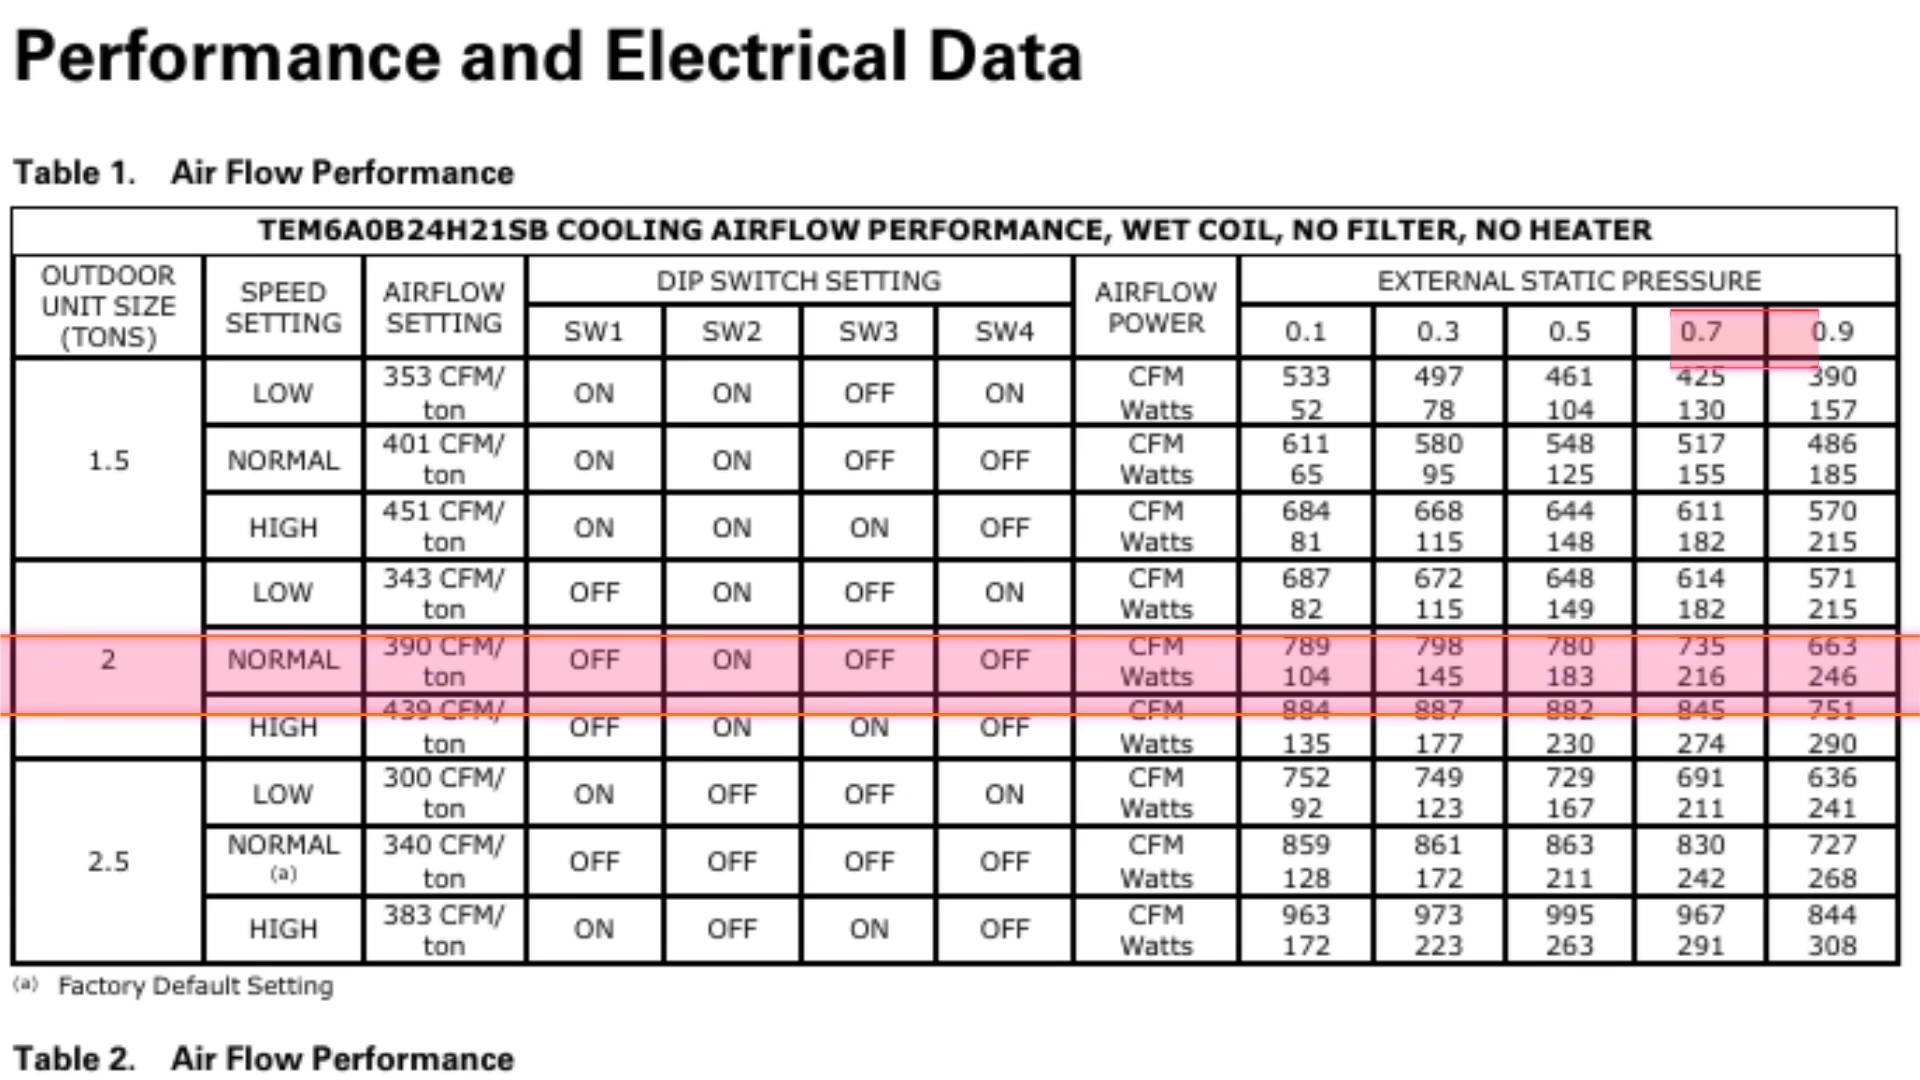 Performance and Electrical Data
Table 1. Air Flow Performance
TEM6A0B24H21SB COOLING AIRFLOW PERFORMANCE, WET COIL, NO FILTER, NO HEATER
OUTDOOR UNIT SIZE (TONS) SPEED SETTING AIRFLOW SETTING DIP SWITCH SETTING AIRFLOW POWER EXTERNAL STATIC PRESSURE
SW1 SW2 SW3 SW4 0.1 0.3 0.5 0.7 0.9
1.5 LOW 353 CFM/ton ON ON OFF ON CFM 533 497 461 425 390
Watts 52 78 104 130 157
NORMAL 401 CFM/ton ON ON OFF OFF CFM 611 580 548 517 486
Watts 65 95 125 155 185
HIGH 451 CFM/ton ON ON ON OFF CFM 684 668 644 611 570
Watts 81 115 148 182 215
2 LOW 343 CFM/ton OFF ON OFF ON CFM 687 672 648 614 571
Watts 82 115 149 182 215
NORMAL 390 CFM/ton OFF ON OFF OFF CFM 789 798 780 735 663
Watts 104 145 183 216 246
HIGH 439 CFM/ton OFF ON ON OFF CFM 884 887 882 845 751
Watts 135 177 230 274 290
2.5 LOW 300 CFM/ton ON OFF OFF ON CFM 752 749 729 691 636
Watts 92 123 167 211 241
NORMAL (a) 340 CFM/ton OFF OFF OFF OFF CFM 859 861 863 830 727
Watts 128 172 211 242 268
HIGH 383 CFM/ton ON OFF ON OFF CFM 963 973 995 967 844
Watts 172 223 263 291 308
(a) Factory Default Setting
Table 2. Air Flow Performance